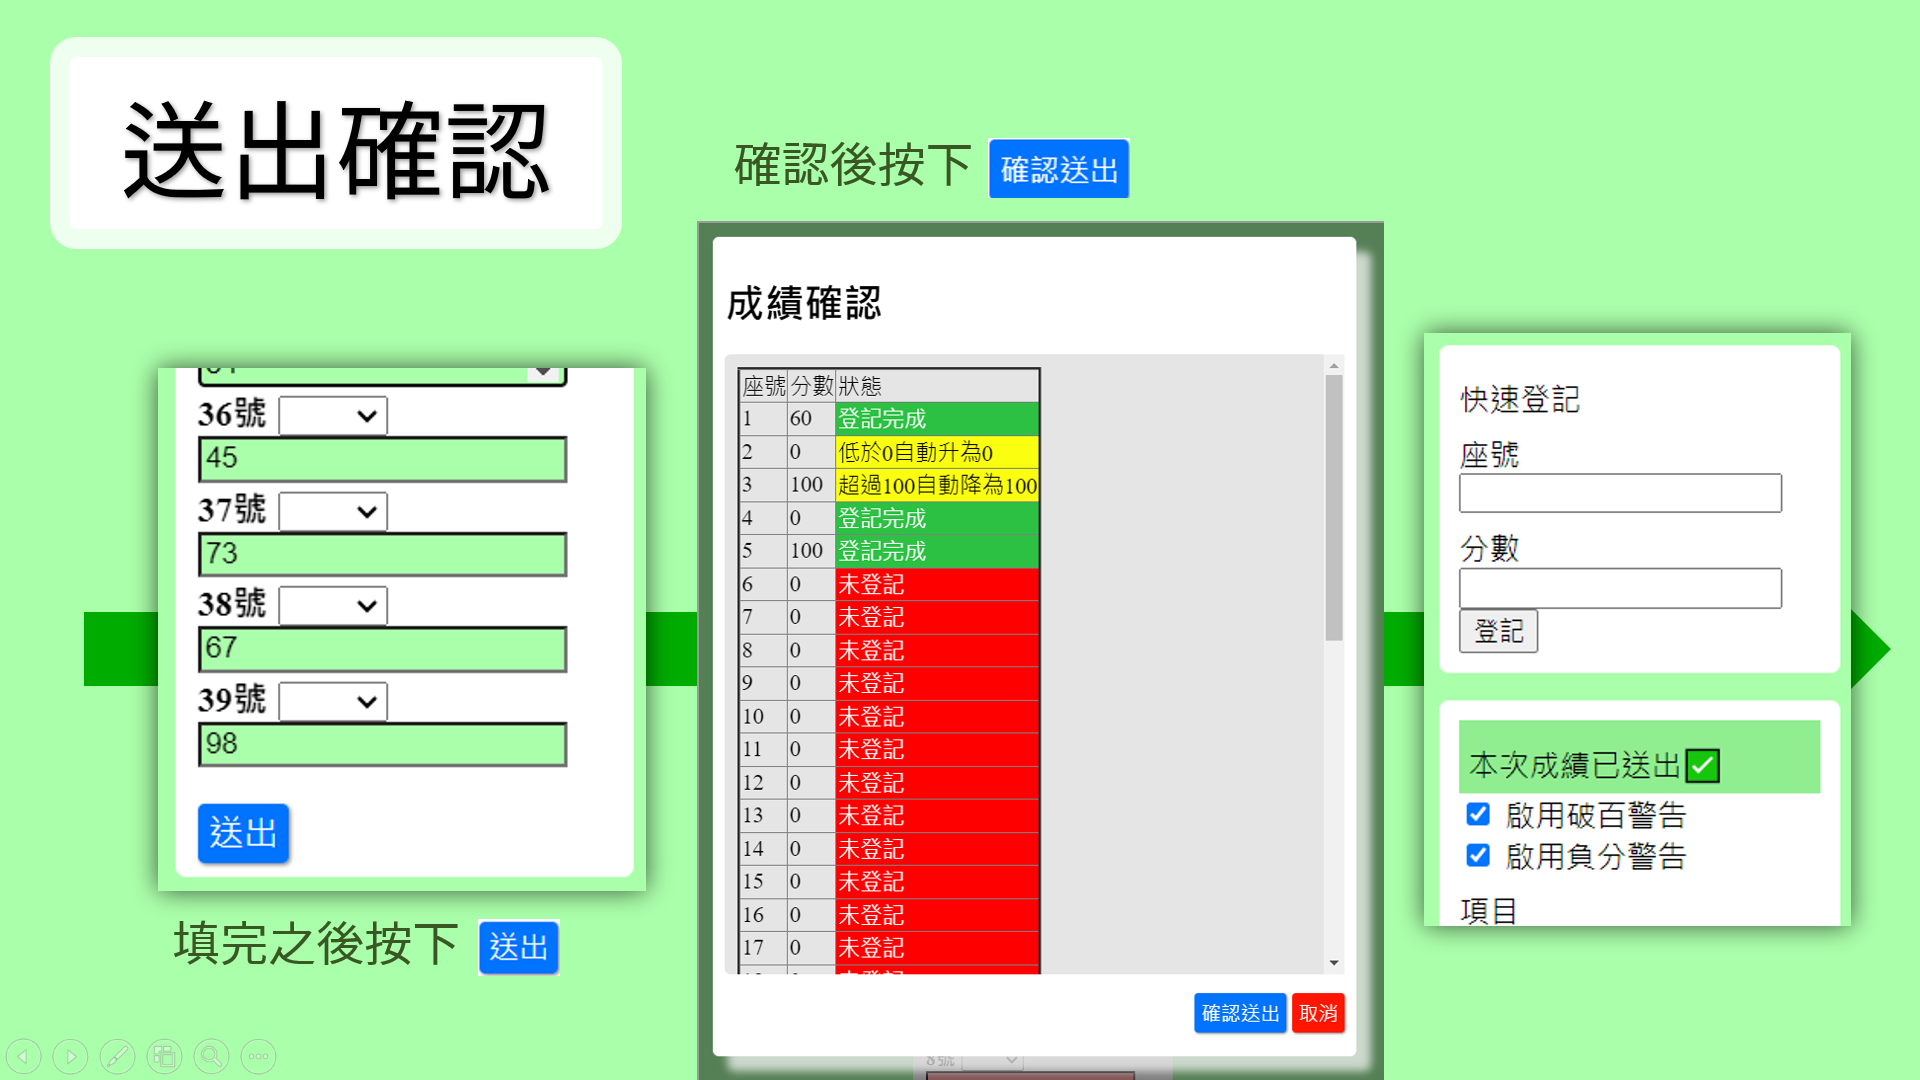 送出確認
確認後按下 確認送出
36號
45
37號
73
38號
67
39號
98
送出
填完之後按下 送出
成績確認
座號 分數 狀態
1 60 登記完成
2 0 低於0自動升為0
3 100 超過100自動降為100
4 0 登記完成
5 100 登記完成
6 0 未登記
7 0 未登記
8 0 未登記
9 0 未登記
10 0 未登記
11 0 未登記
12 0 未登記
13 0 未登記
14 0 未登記
15 0 未登記
16 0 未登記
17 0 未登記
確認送出 取消
8號
快速登記
座號
分數
登記
本次成績已送出
啟用破百警告
啟用負分警告
項目